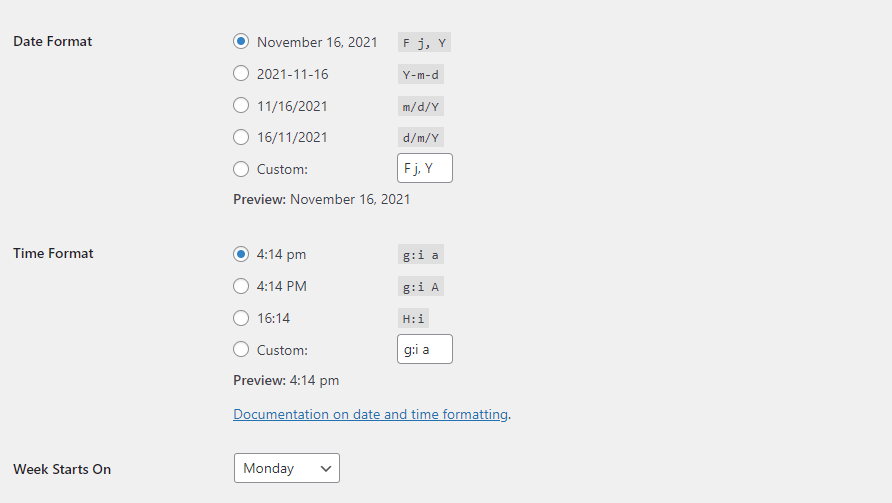 Date Format November 16, 2021 F j, Y
2021-11-16 Y-m-d
11/16/2021 m/d/Y
16/11/2021 d/m/Y
Custom: F j, Y
Preview: November 16, 2021
Time Format 4:14 pm g:i a
4:14 PM g:i A
16:14 H:i
Custom: g:i a
Preview: 4:14 pm
Documentation on date and time formatting.
Week Starts On Monday